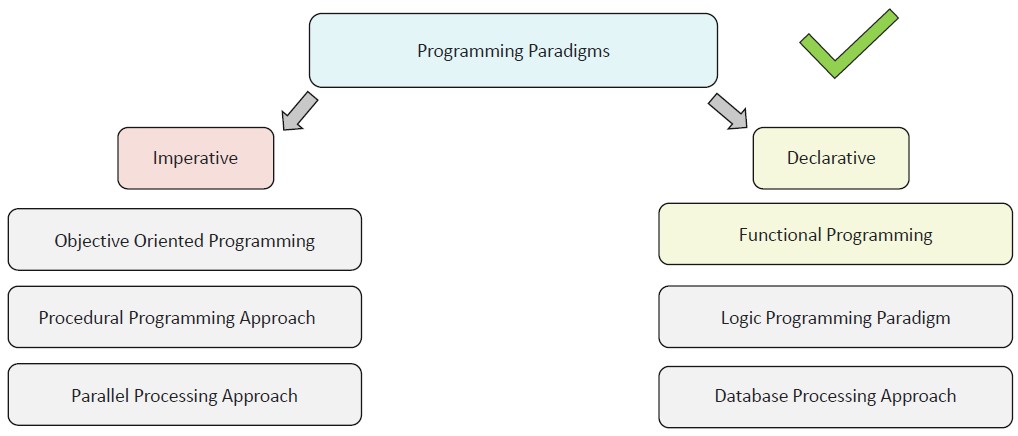 Programming Paradigms
Imperative
Declarative
Objective Oriented Programming
Functional Programming
Procedural Programming Approach
Logic Programming Paradigm
Parallel Processing Approach
Database Processing Approach